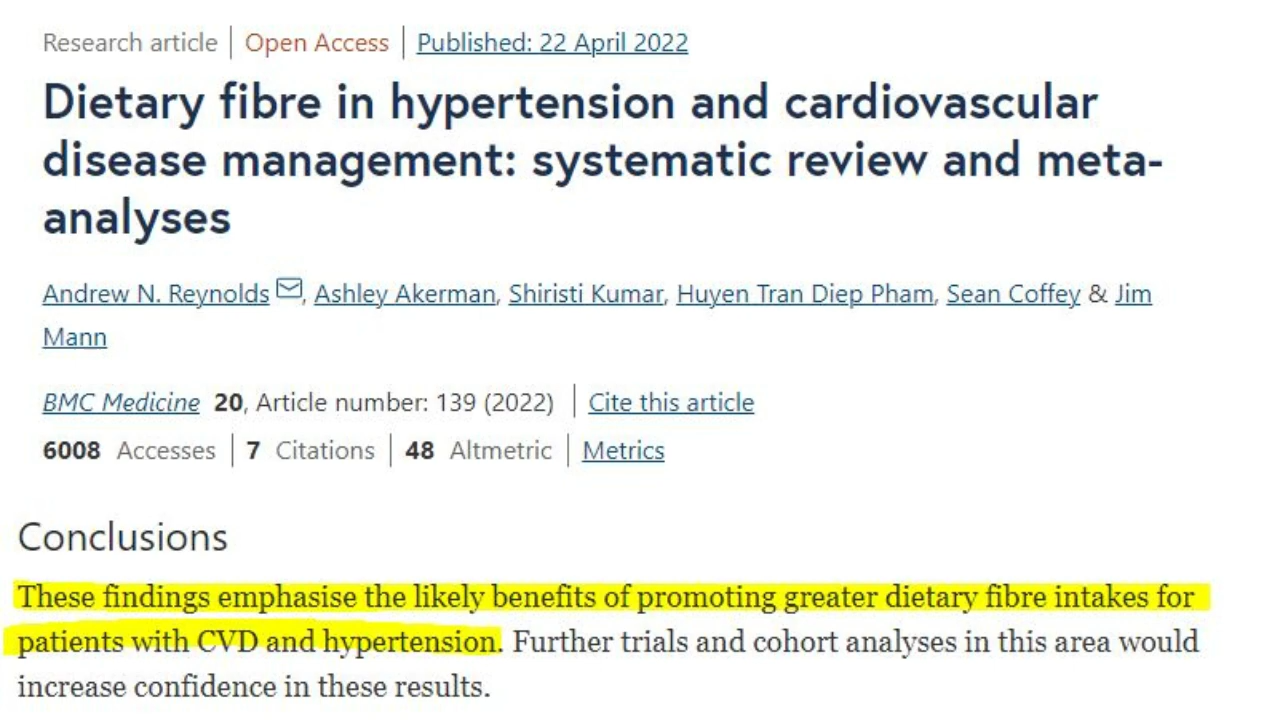 Research article | Open Access | Published: 22 April 2022
Dietary fibre in hypertension and cardiovascular
disease management: systematic review and meta-
analyses
Andrew N. Reynolds, Ashley Akerman, Shiristi Kumar, Huyen Tran Diep Pham, Sean Coffey & Jim
Mann
BMC Medicine 20, Article number: 139 (2022) | Cite this article
6008 Accesses | 7 Citations | 48 Altmetric | Metrics
Conclusions
These findings emphasise the likely benefits of promoting greater dietary fibre intakes for
patients with CVD and hypertension. Further trials and cohort analyses in this area would
increase confidence in these results.